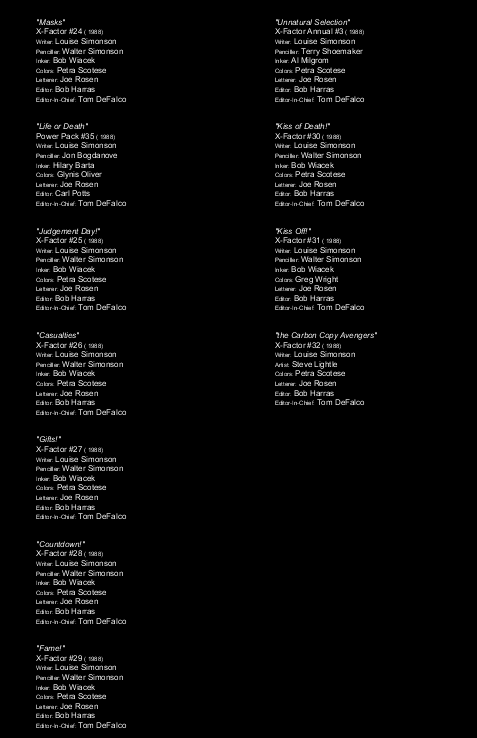 "Masks"
X-Factor #24 ( 1988)
Writer: Louise Simonson
Penciller: Walter Simonson
Inker: Bob Wiacek
Colors: Petra Scotese
Letterer: Joe Rosen
Editor: Bob Harras
Editor-In-Chief: Tom DeFalco
"Life or Death"
Power Pack #35 ( 1988)
Writer: Louise Simonson
Penciller: Jon Bogdanove
Inker: Hilary Barta
Colors: Glynis Oliver
Letterer: Joe Rosen
Editor: Carl Potts
Editor-In-Chief: Tom DeFalco
"Judgement Day!"
X-Factor #25 ( 1988)
Writer: Louise Simonson
Penciller: Walter Simonson
Inker: Bob Wiacek
Colors: Petra Scotese
Letterer: Joe Rosen
Editor: Bob Harras
Editor-In-Chief: Tom DeFalco
"Casualties"
X-Factor #26 ( 1988)
Writer: Louise Simonson
Penciller: Walter Simonson
Inker: Bob Wiacek
Colors: Petra Scotese
Letterer: Joe Rosen
Editor: Bob Harras
Editor-In-Chief: Tom DeFalco
"Gifts!"
X-Factor #27 ( 1988)
Writer: Louise Simonson
Penciller: Walter Simonson
Inker: Bob Wiacek
Colors: Petra Scotese
Letterer: Joe Rosen
Editor: Bob Harras
Editor-In-Chief: Tom DeFalco
"Countdown!"
X-Factor #28 ( 1988)
Writer: Louise Simonson
Penciller: Walter Simonson
Inker: Bob Wiacek
Colors: Petra Scotese
Letterer: Joe Rosen
Editor: Bob Harras
Editor-In-Chief: Tom DeFalco
"Fame!"
X-Factor #29 ( 1988)
Writer: Louise Simonson
Penciller: Walter Simonson
Inker: Bob Wiacek
Colors: Petra Scotese
Letterer: Joe Rosen
Editor: Bob Harras
Editor-In-Chief: Tom DeFalco
"Unnatural Selection"
X-Factor Annual #3 ( 1988)
Writer: Louise Simonson
Penciller: Terry Shoemaker
Inker: Al Milgrom
Colors: Petra Scotese
Letterer: Joe Rosen
Editor: Bob Harras
Editor-In-Chief: Tom DeFalco
"Kiss of Death!"
X-Factor #30 ( 1988)
Writer: Louise Simonson
Penciller: Walter Simonson
Inker: Bob Wiacek
Colors: Petra Scotese
Letterer: Joe Rosen
Editor: Bob Harras
Editor-In-Chief: Tom DeFalco
"Kiss Off!"
X-Factor #31 ( 1988)
Writer: Louise Simonson
Penciller: Walter Simonson
Inker: Bob Wiacek
Colors: Greg Wright
Letterer: Joe Rosen
Editor: Bob Harras
Editor-In-Chief: Tom DeFalco
"the Carbon Copy Avengers"
X-Factor #32 ( 1988)
Writer: Louise Simonson
Artist: Steve Lightle
Colors: Petra Scotese
Letterer: Joe Rosen
Editor: Bob Harras
Editor-In-Chief: Tom DeFalco